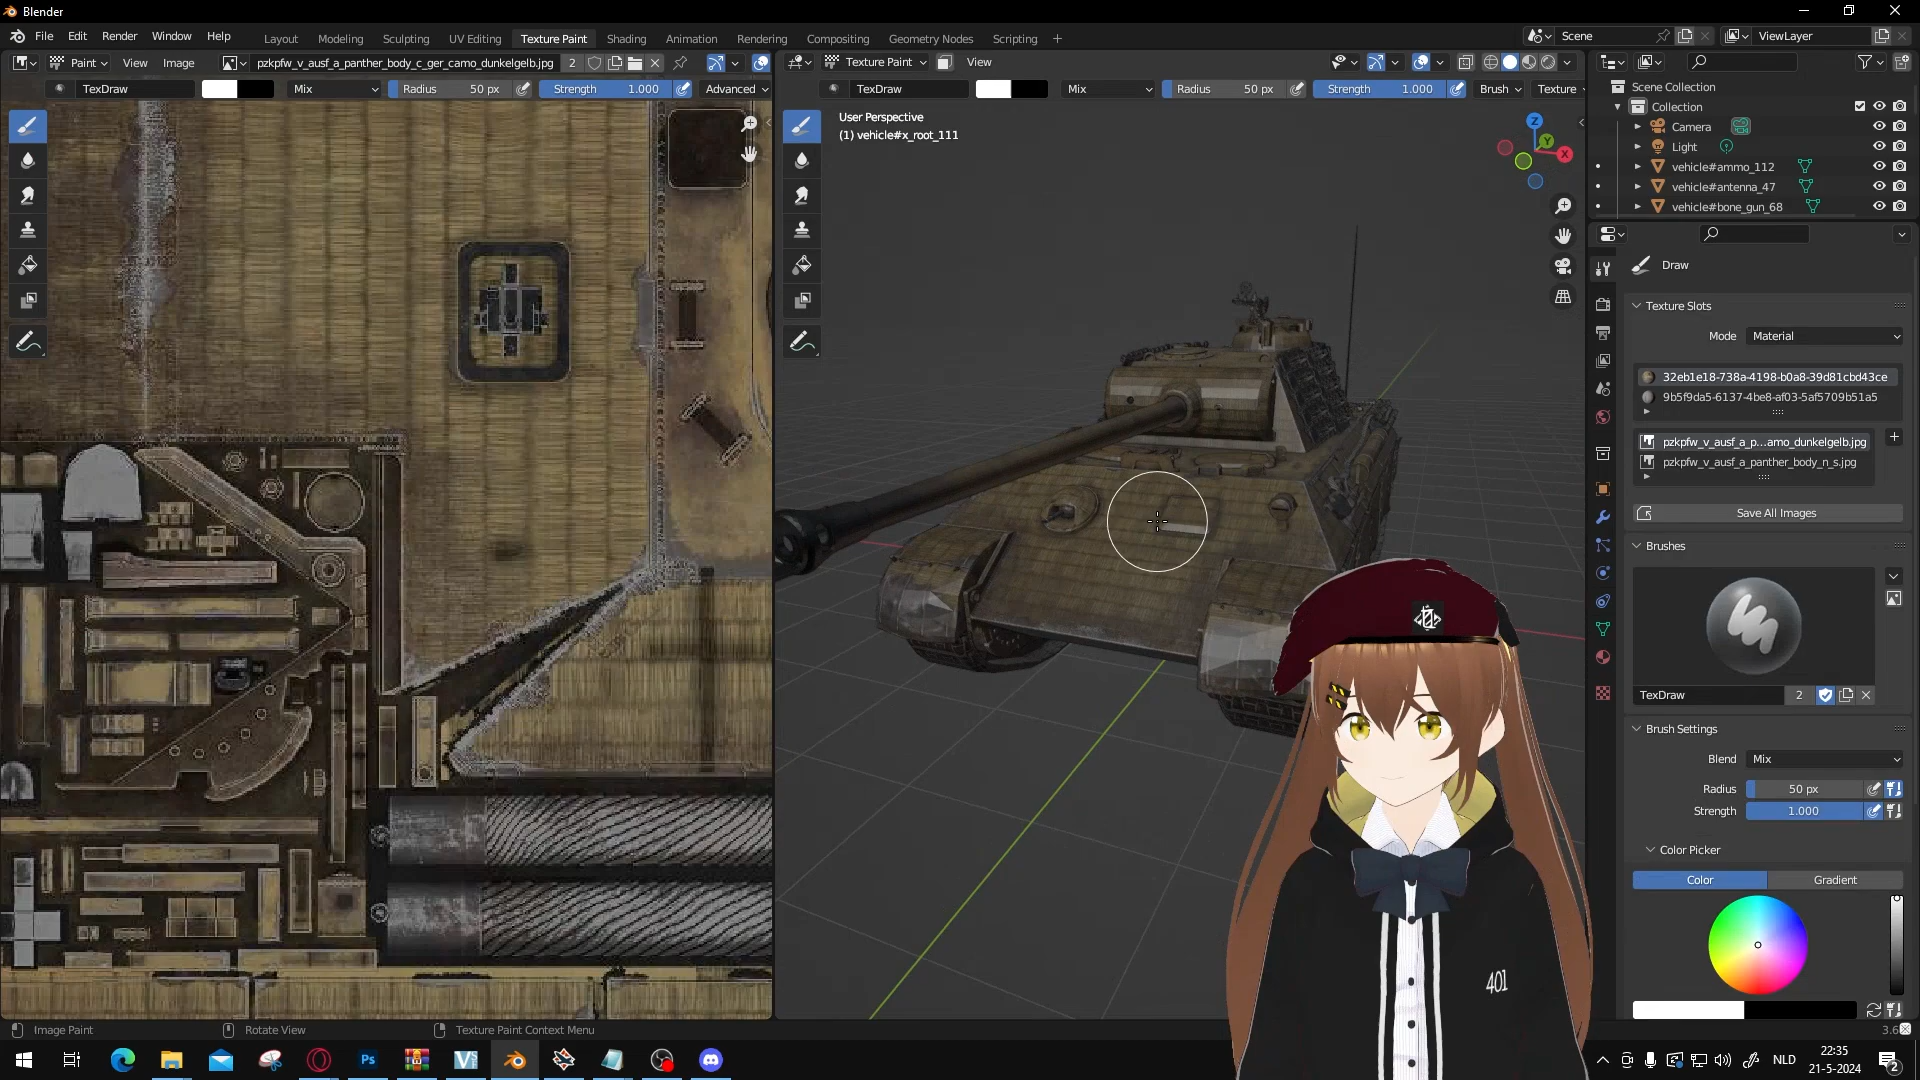 Blender
File Edit Render Window Help
Layout Modeling Sculpting UV Editing Texture Paint Shading Animation Rendering Compositing Geometry Nodes Scripting +
Scene
ViewLayer
Paint View Image pzkpfw_v_ausf_a_panther_body_c_ger_camo_dunkelgelb.jpg 2
Texture Paint View
TexDraw Mix Radius 50 px Strength 1.000 Advanced
TexDraw Mix Radius 50 px Strength 1.000 Brush Texture
User Perspective
(1) vehicle#x_root_111
Z
Y
X
Scene Collection
Collection
Camera
Light
vehicle#ammo_112
vehicle#antenna_47
vehicle#bone_gun_68
Draw
Texture Slots
Mode Material
32eb1e18-738a-4198-b0a8-39d81cbd43ce
9b5f9da5-6137-4be8-af03-5af5709b51a5
pzkpfw_v_ausf_a_p...amo_dunkelgelb.jpg
pzkpfw_v_ausf_a_panther_body_n_s.jpg
Save All Images
Brushes
TexDraw 2
Brush Settings
Blend Mix
Radius 50 px
Strength 1.000
Color Picker
Color Gradient
401
Image Paint Rotate View Texture Paint Context Menu
3.6
Ps
NLD
22:35
21-5-2024
2